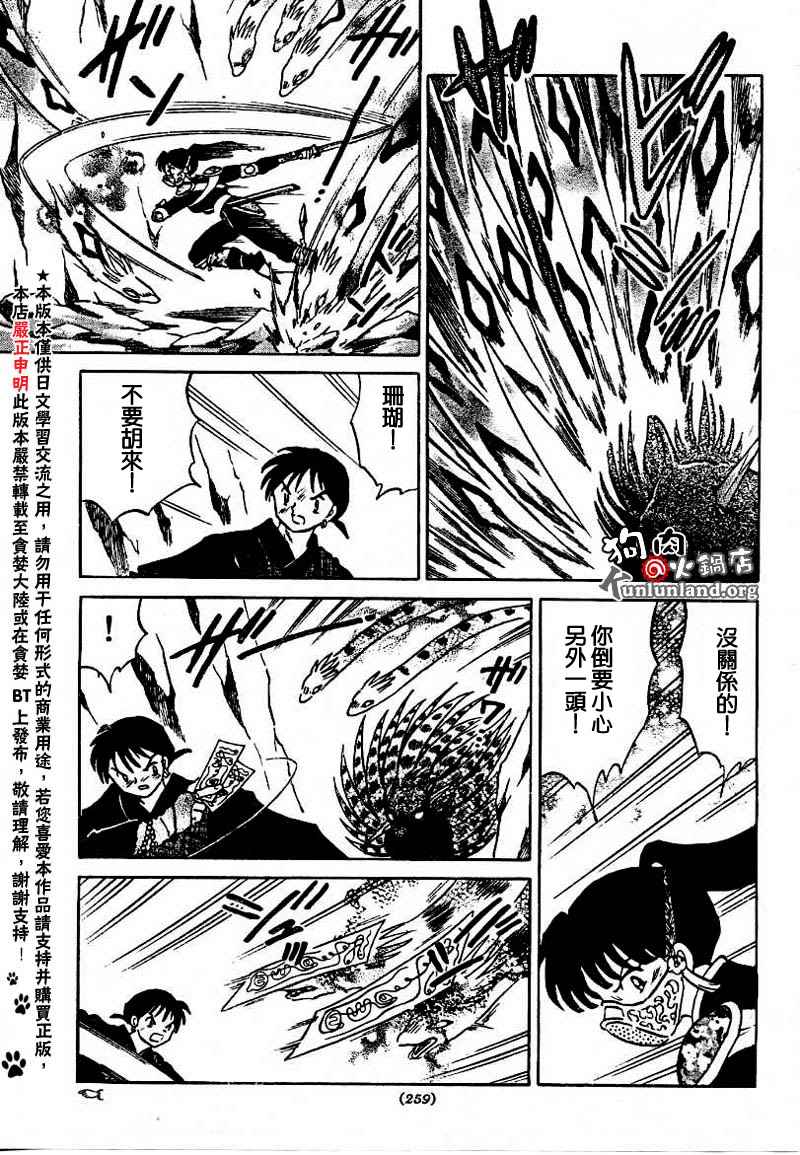 狗肉
火鍋店
Kunlunland.org
珊瑚！
不要胡來！
沒關係的！
你倒要小心
另外一頭！
！
(259)
★本版本僅供日文學習交流之用，請勿用于任何形式的商業用途，若您喜愛本作品請支持并購買正版，
本店嚴正申明此版本嚴禁轉載至貪婪大陸或在貪婪 BT 上發布，敬請理解，謝謝支持！